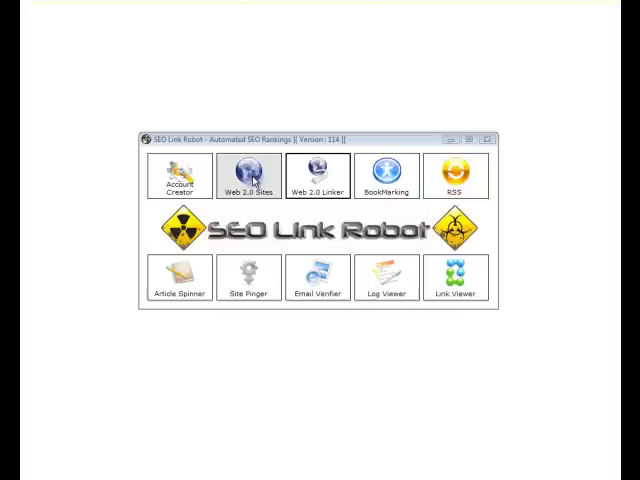 SEO Link Robot - Automated SEO Rankings ][ Version : 114 ][
Account Creator
Web 2.0 Sites
Web 2.0 Linker
BookMarking
RSS
SEO Link Robot
Article Spinner
Site Pinger
Email Verifier
Log Viewer
Link Viewer